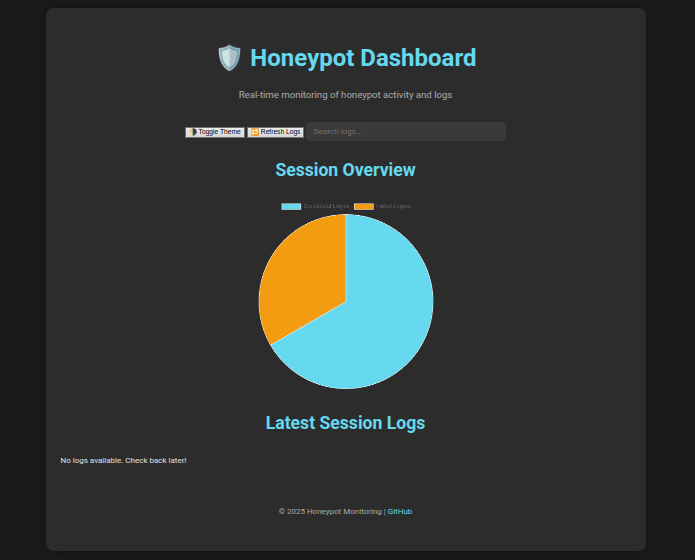 Honeypot Dashboard
Real-time monitoring of honeypot activity and logs
Toggle Theme Refresh Logs Search logs...
Session Overview
Successful Logins Failed Logins
Latest Session Logs
No logs available. Check back later!
© 2025 Honeypot Monitoring | GitHub